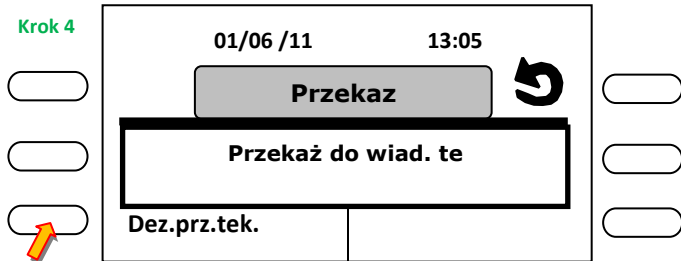 Krok 4
01/06 /11 13:05
Przekaz
Przekaż do wiad. te
Dez.prz.tek.